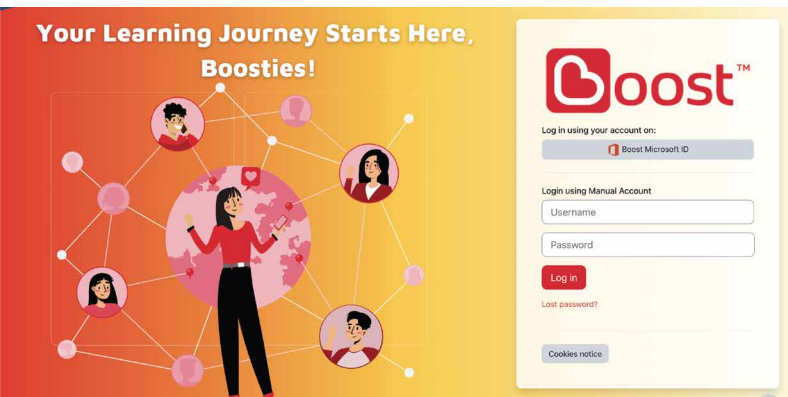 Your Learning Journey Starts Here,
Boosties!
Boost™
Log in using your account on:
Boost Microsoft ID
Login using Manual Account
Username
Password
Log in
Lost password?
Cookies notice